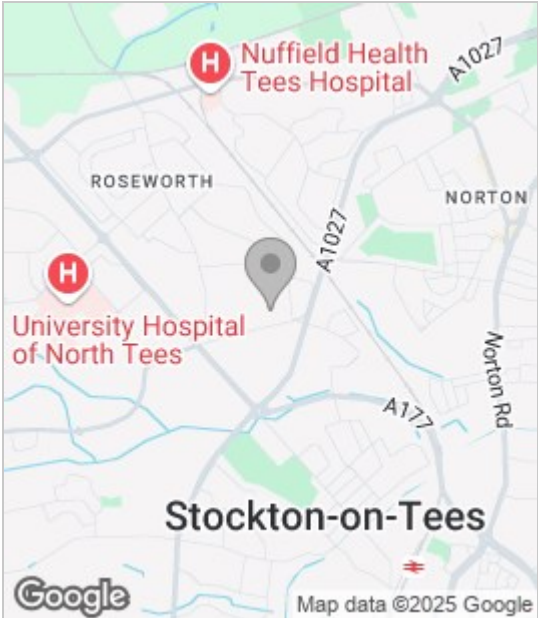 H
Nuffield Health
Tees Hospital
A1027
ROSEWORTH
NORTON
A1027
H
University Hospital
of North Tees
Norton Rd
A177
Stockton-on-Tees
Google
Map data ©2025 Google